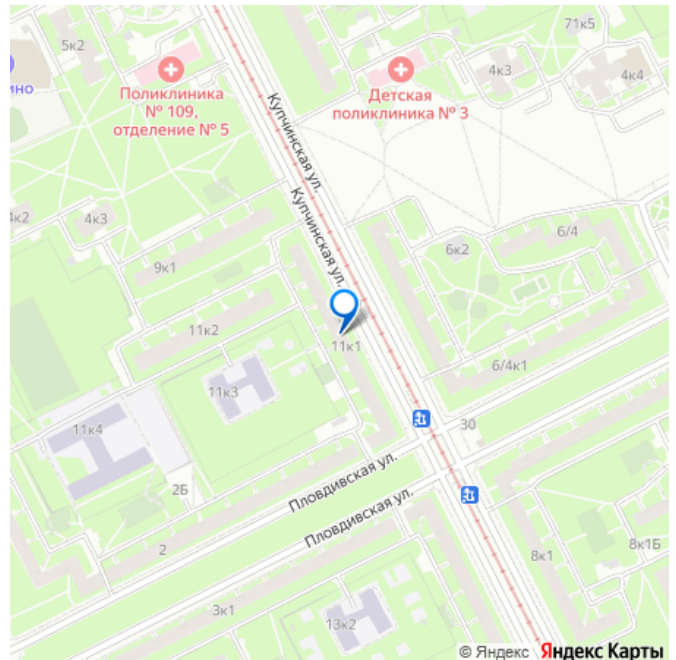 5к2
71к5
ино
Поликлиника
№ 109,
отделение № 5
Детская
поликлиника № 3
4к3
4к4
Купчинская ул.
Купчинская ул.
4к2
4к3
9к1
6к2
6/4
11к2
11к1
6/4к1
11к3
11к4
30
2Б
Пловдивская ул.
Пловдивская ул.
2
8к1
8к1Б
3к1
13к2
© Яндекс Яндекс Карты